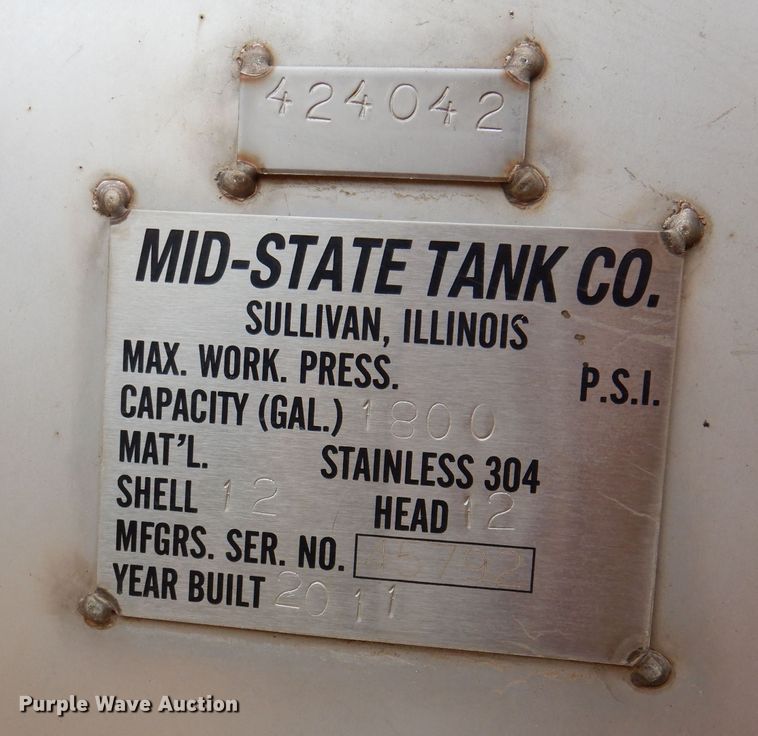 424042
MID-STATE TANK CO.
SULLIVAN, ILLINOIS
MAX. WORK. PRESS. P.S.I.
CAPACITY (GAL.) 1800
MAT'L. STAINLESS 304
SHELL 12 HEAD 12
MFGRS. SER. NO. 45792
YEAR BUILT 2011
Purple Wave Auction